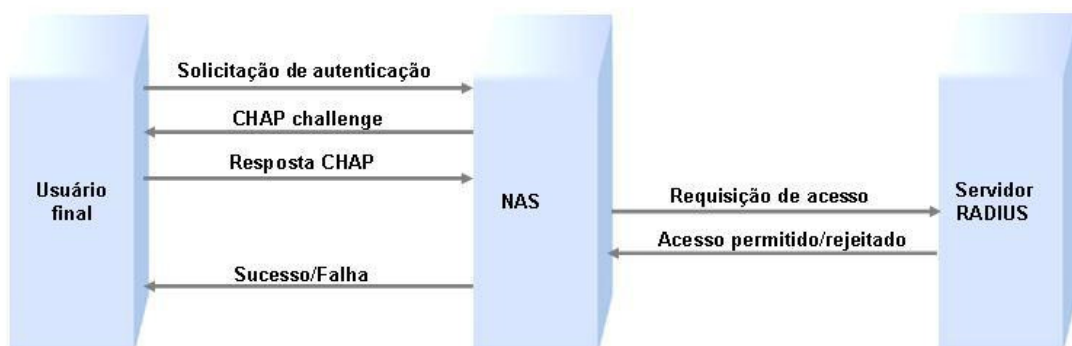 Solicitação de autenticação
CHAP challenge
Resposta CHAP
Usuário
final
NAS
Requisição de acesso
Servidor
RADIUS
Acesso permitido/rejeitado
Sucesso/Falha